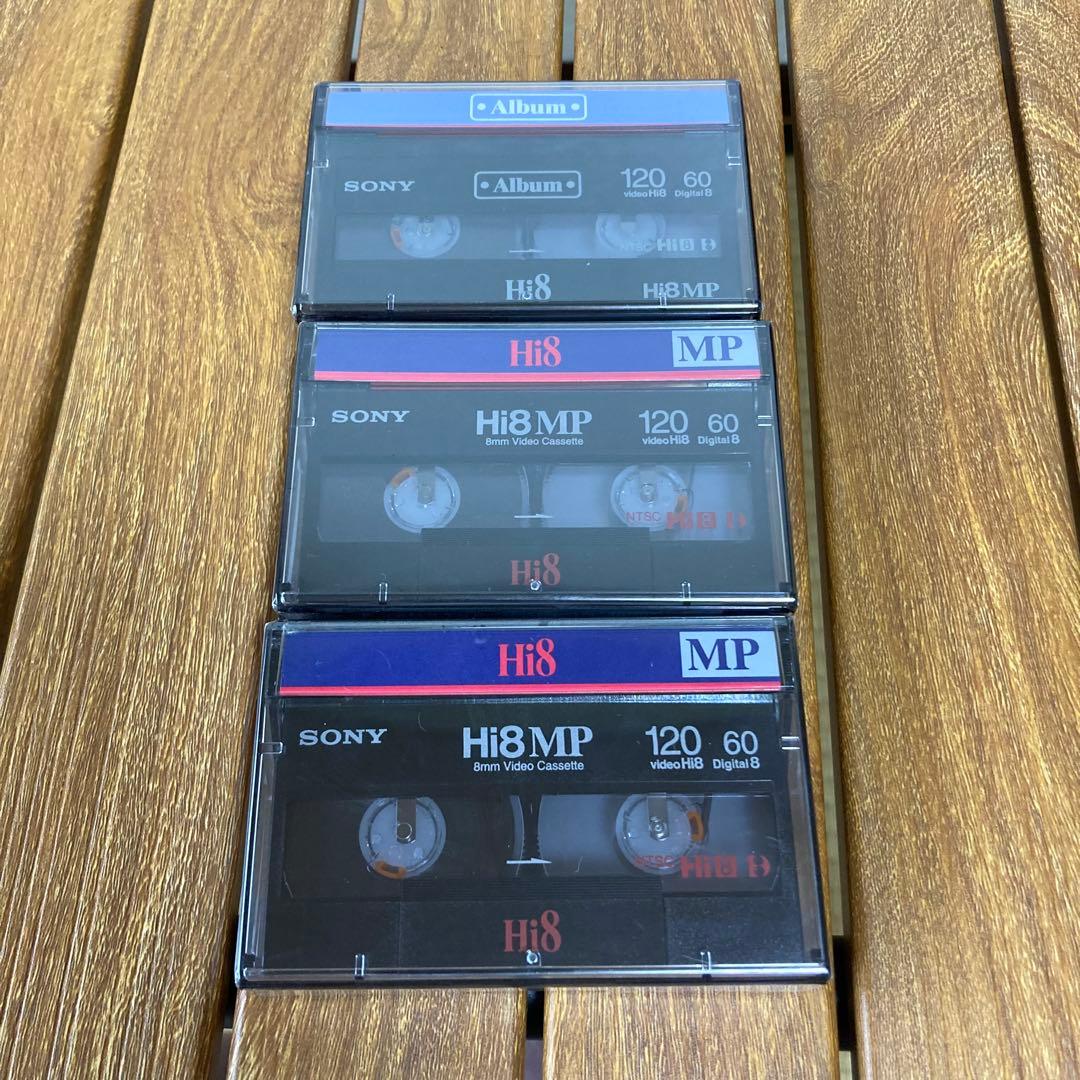 • Album •
SONY • Album • 120 60
video Hi8 Digital 8
NTSC Hi8
Hi8 Hi8 MP
Hi8 MP
SONY Hi8 MP 120 60
8mm Video Cassette video Hi8 Digital 8
NTSC Hi8
Hi8
Hi8 MP
SONY Hi8 MP 120 60
8mm Video Cassette video Hi8 Digital 8
NTSC Hi8
Hi8